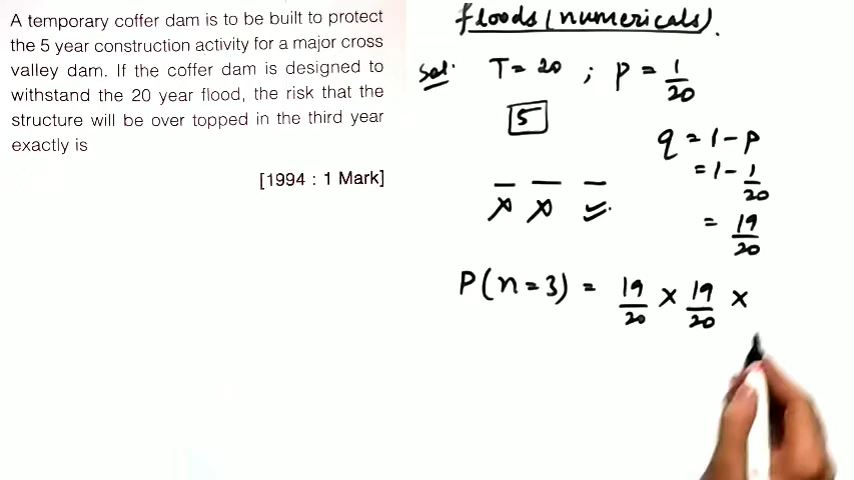 A temporary coffer dam is to be built to protect
the 5 year construction activity for a major cross
valley dam. If the coffer dam is designed to
withstand the 20 year flood, the risk that the
structure will be over topped in the third year
exactly is
[1994 : 1 Mark]
floods (numericals).
Sol. T = 20 ; p = 1/20
5
q = 1 - p
= 1 - 1/20
= 19/20
P(n=3) = 19/20 × 19/20 ×